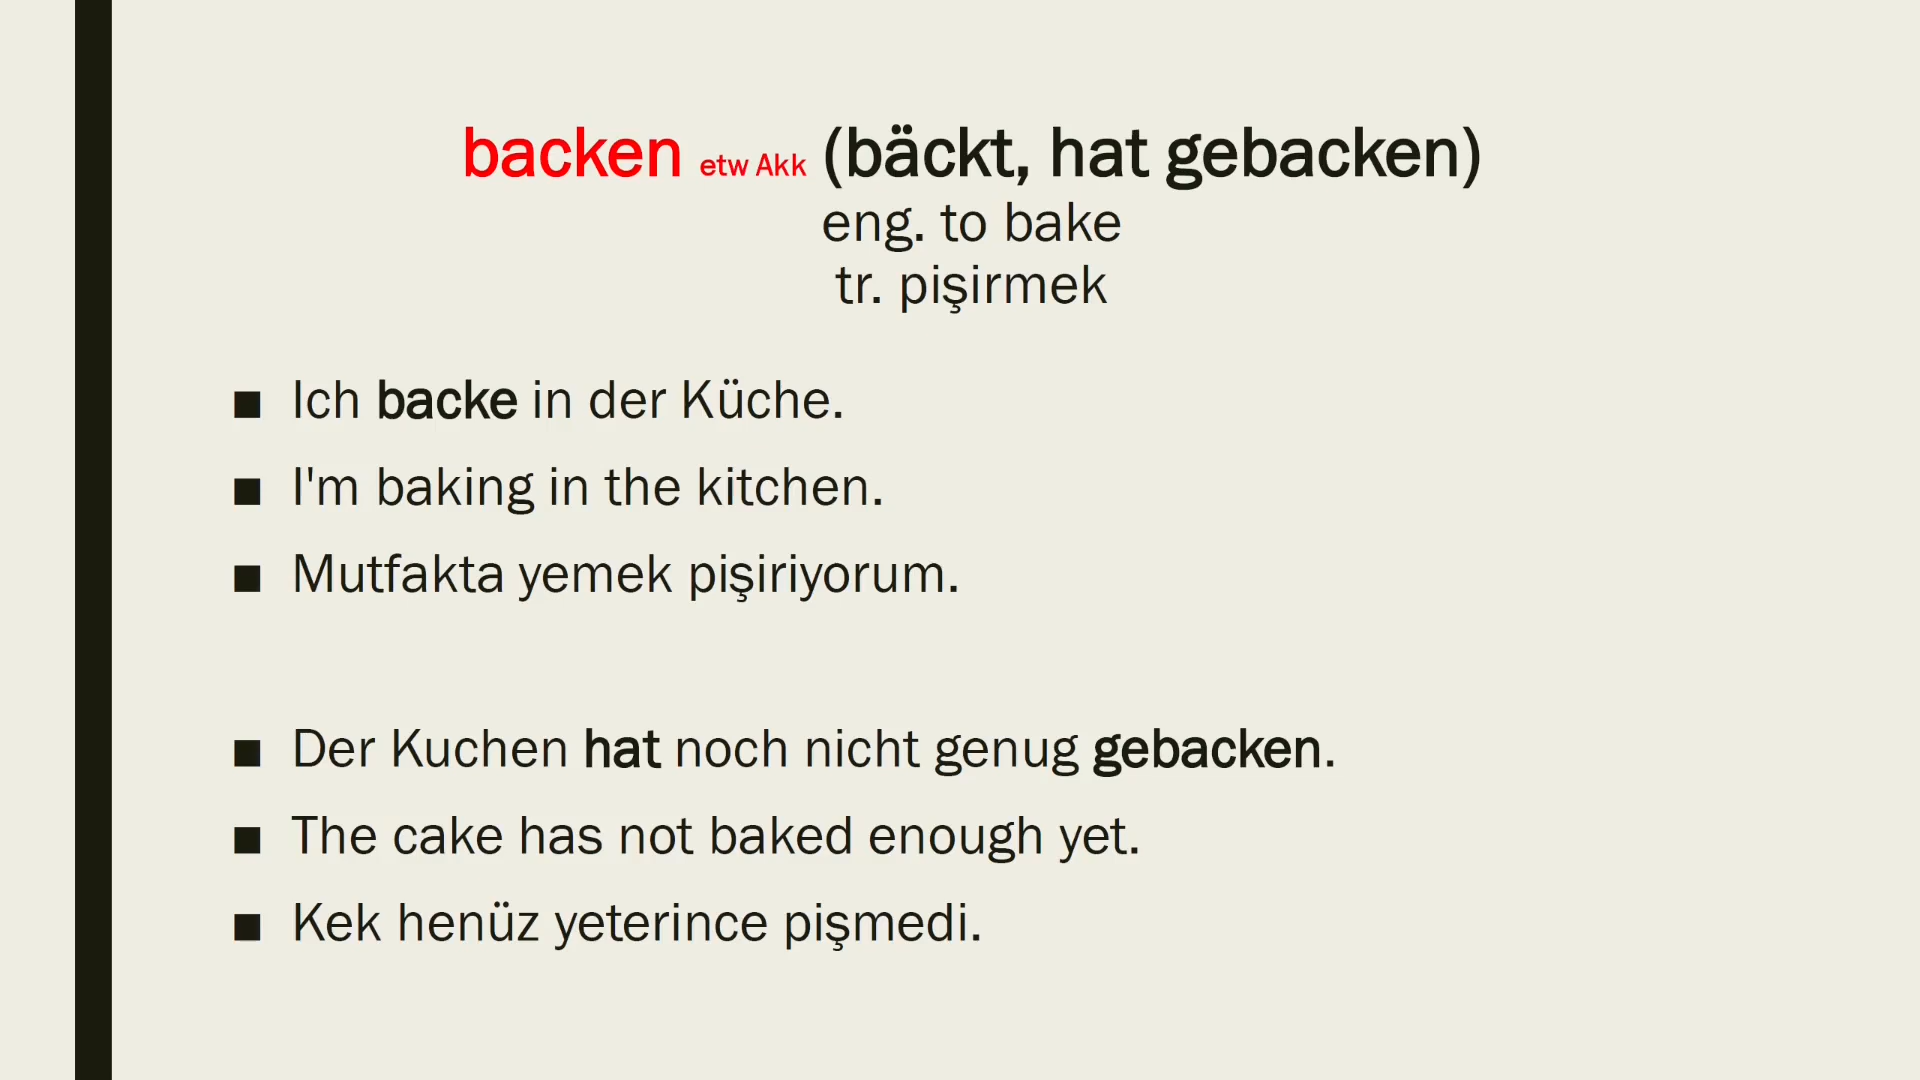 backen etw Akk (bäckt, hat gebacken)
eng. to bake
tr. pişirmek
■ Ich backe in der Küche.
■ I'm baking in the kitchen.
■ Mutfakta yemek pişiriyorum.
■ Der Kuchen hat noch nicht genug gebacken.
■ The cake has not baked enough yet.
■ Kek henüz yeterince pişmedi.